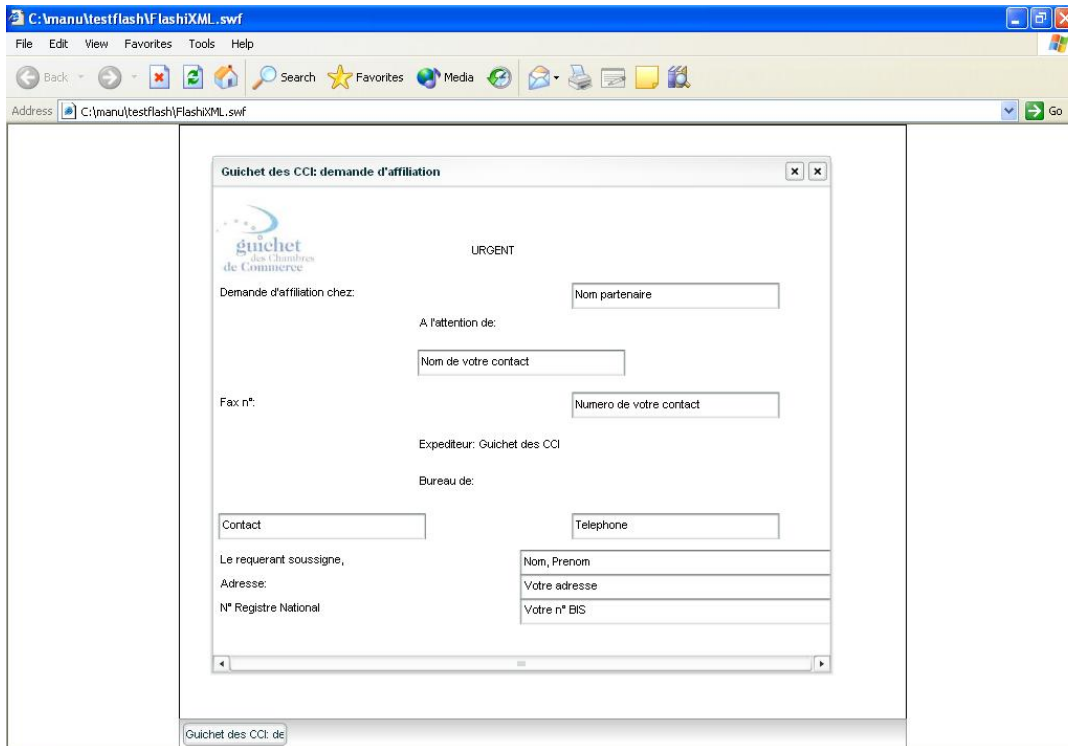 C:\manu\testflash\FlashiXML.swf
File Edit View Favorites Tools Help
Back Search Favorites Media
Address C:\manu\testflash\FlashiXML.swf Go
Guichet des CCI: demande d'affiliation
guichet
des Chambres
de Commerce
URGENT
Demande d'affiliation chez: Nom partenaire
A l'attention de:
Nom de votre contact
Fax n°: Numero de votre contact
Expediteur: Guichet des CCI
Bureau de:
Contact Telephone
Le requerant soussigne, Nom, Prenom
Adresse: Votre adresse
N° Registre National Votre n° BIS
Guichet des CCI: de